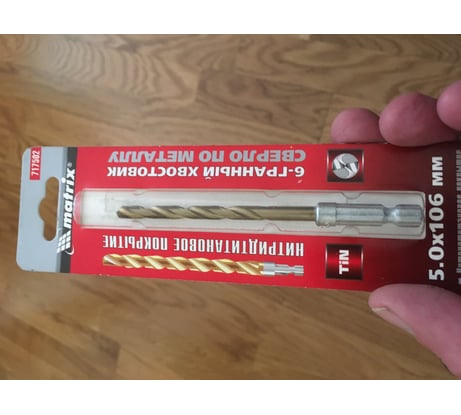 717502
matrix®
СВЕРЛО ПО МЕТАЛЛУ
6-ГРАННЫЙ ХВОСТОВИК
НИТРИДТИТАНОВОЕ ПОКРЫТИЕ
TiN
5.0x106 мм